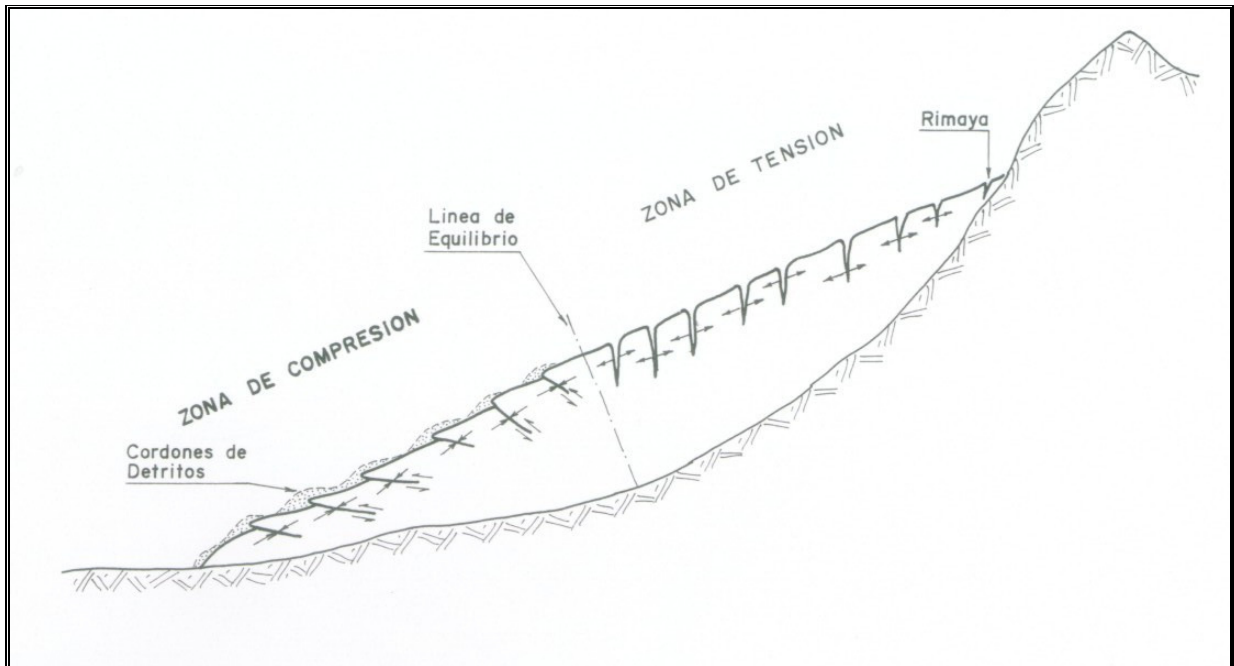 Rimaya
ZONA DE TENSION
Linea de
Equilibrio
ZONA DE COMPRESION
Cordones de
Detritos